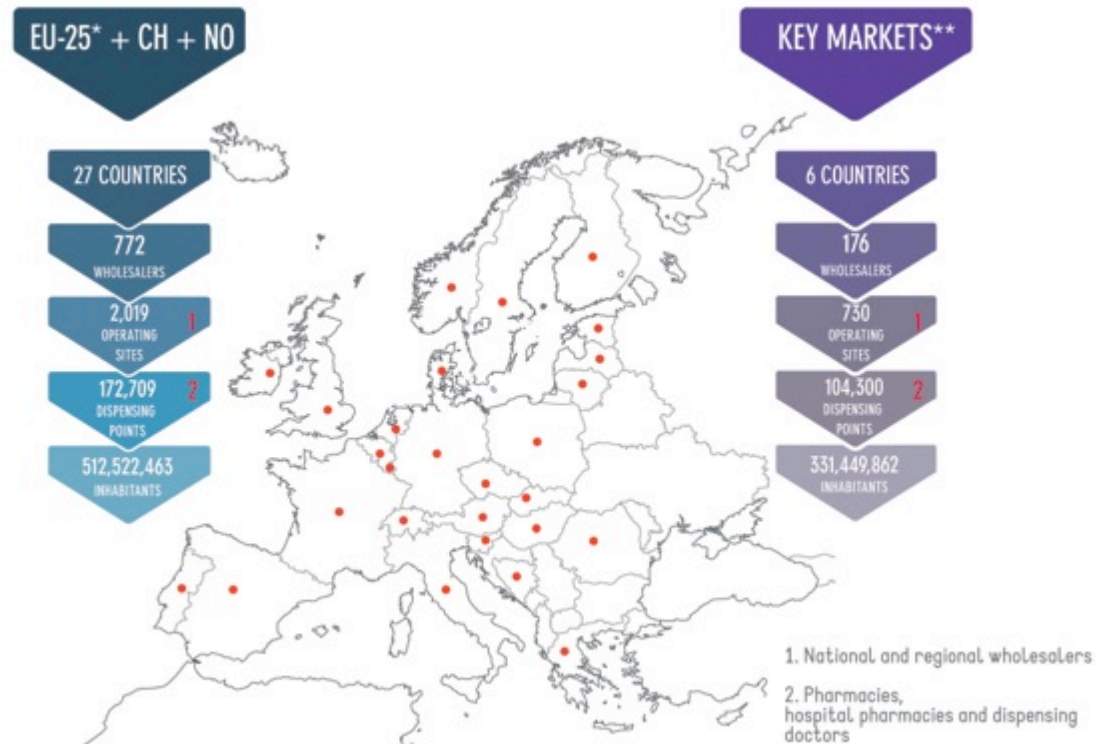 EU-25* + CH + NO
27 COUNTRIES
772
WHOLESALERS
2,019
OPERATING
SITES
1
172,709
DISPENSING
POINTS
2
512,522,463
INHABITANTS
KEY MARKETS**
6 COUNTRIES
176
WHOLESALERS
730
OPERATING
SITES
1
104,300
DISPENSING
POINTS
2
331,449,862
INHABITANTS
1. National and regional wholesalers
2. Pharmacies,
hospital pharmacies and dispensing
doctors